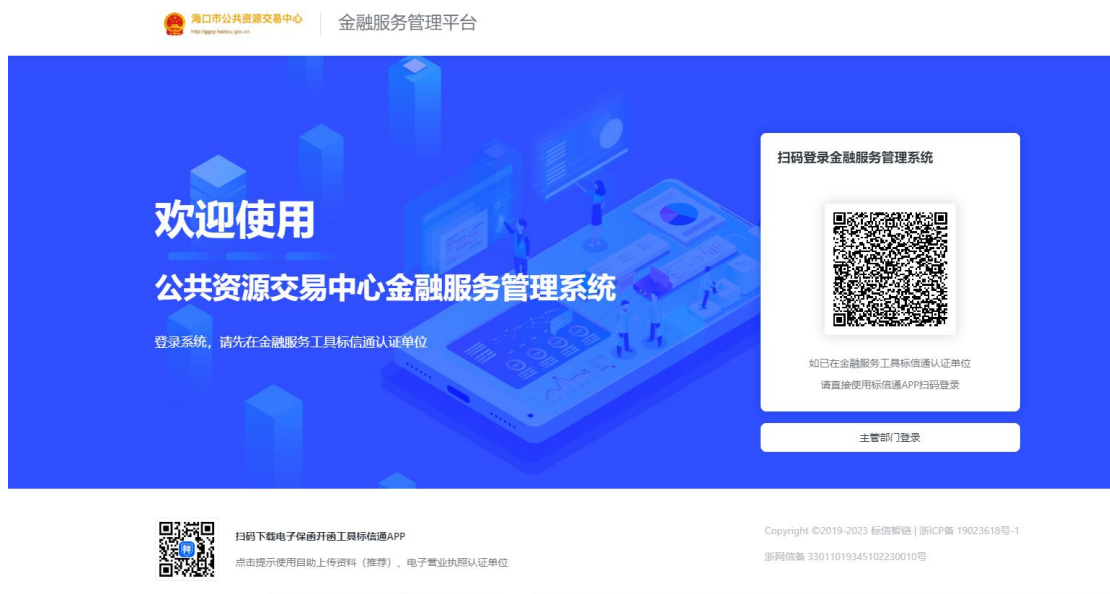 海口市公共资源交易中心
金融服务管理平台
扫码登录金融服务管理系统
欢迎使用
公共资源交易中心金融服务管理系统
登录系统，请先在金融服务工具标信通认证单位
如已在金融服务工具标信通认证单位
请直接使用标信通APP扫码登录
主管部门登录
扫码下载电子保函开函工具标信通APP
点击提示使用自助上传资料（推荐）、电子营业执照认证单位
Copyright ©2019-2023 标信智链 | 浙ICP备 19023618号-1
浙网信备 33011019345102230010号